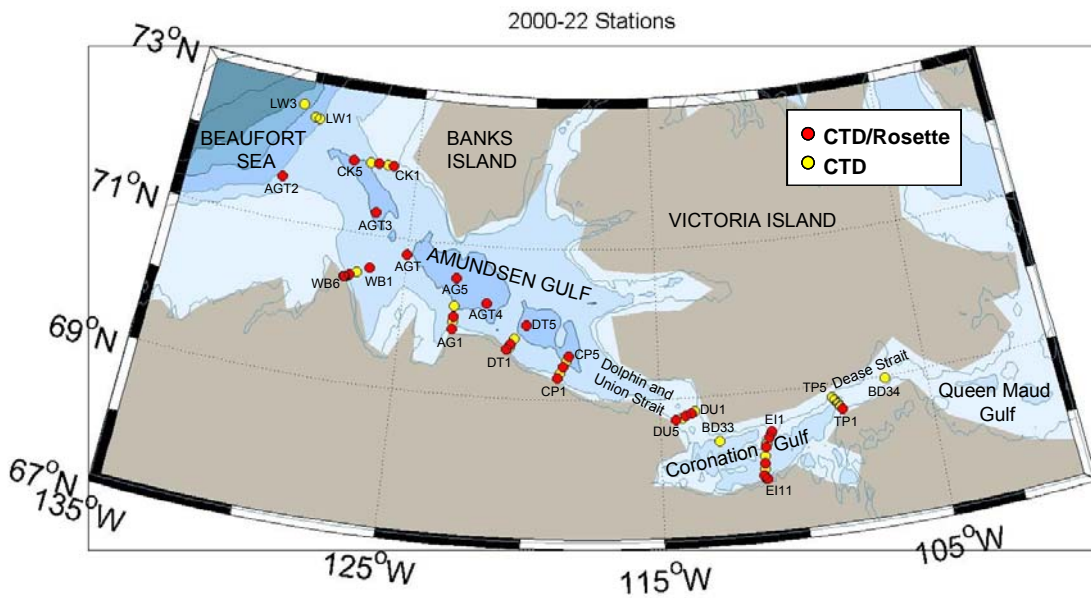 2000-22 Stations
73°N
LW3
LW1
BEAUFORT
SEA
BANKS
ISLAND
CTD/Rosette
CTD
CK5
CK1
AGT2
71°N
AGT3
VICTORIA ISLAND
AGT
AMUNDSEN GULF
WB6
WB1
AG5
AGT4
69°N
AG1
DT5
DT1
CP5
CP1
Dolphin and
Union Strait
TP5
Dease Strait
BD34
Queen Maud
Gulf
TP1
DU1
DU5
BD33
EI1
Coronation Gulf
EI11
67°N
135°W
125°W
115°W
105°W